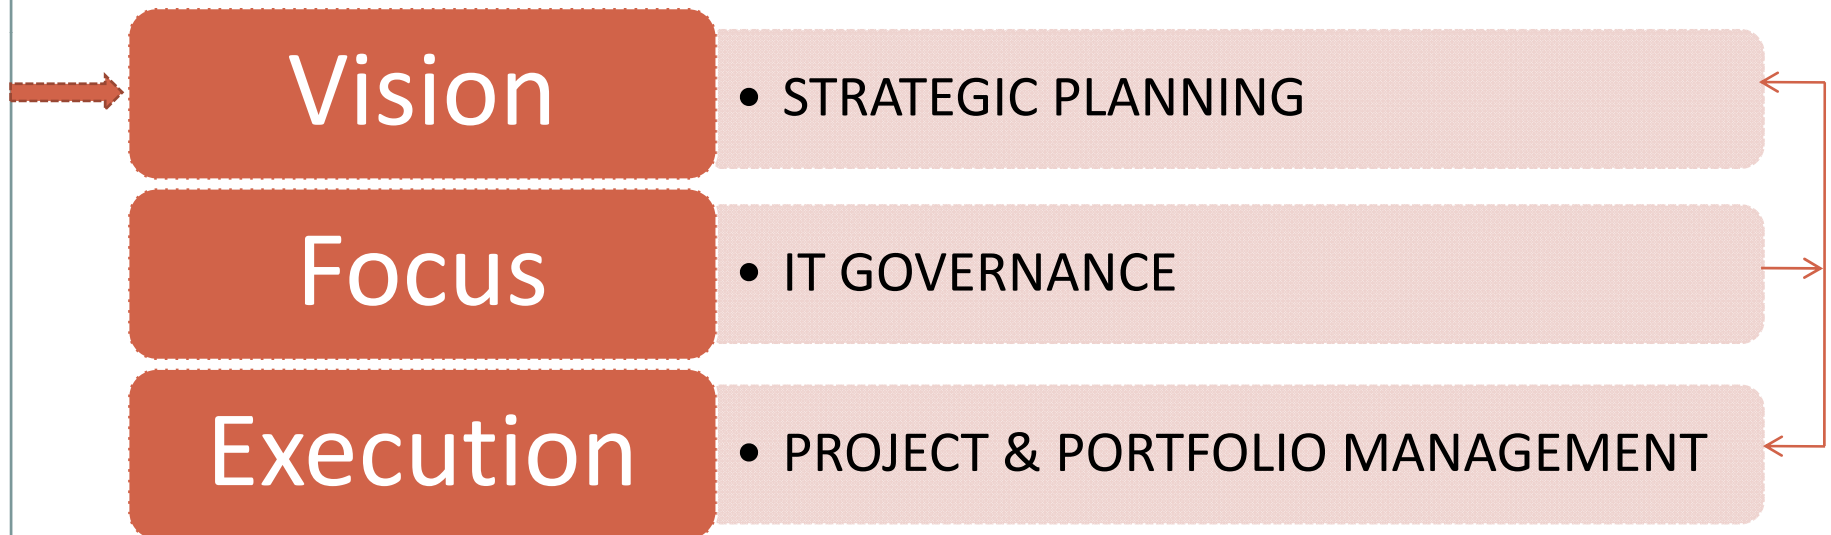 Vision
• STRATEGIC PLANNING
Focus
• IT GOVERNANCE
Execution
• PROJECT & PORTFOLIO MANAGEMENT